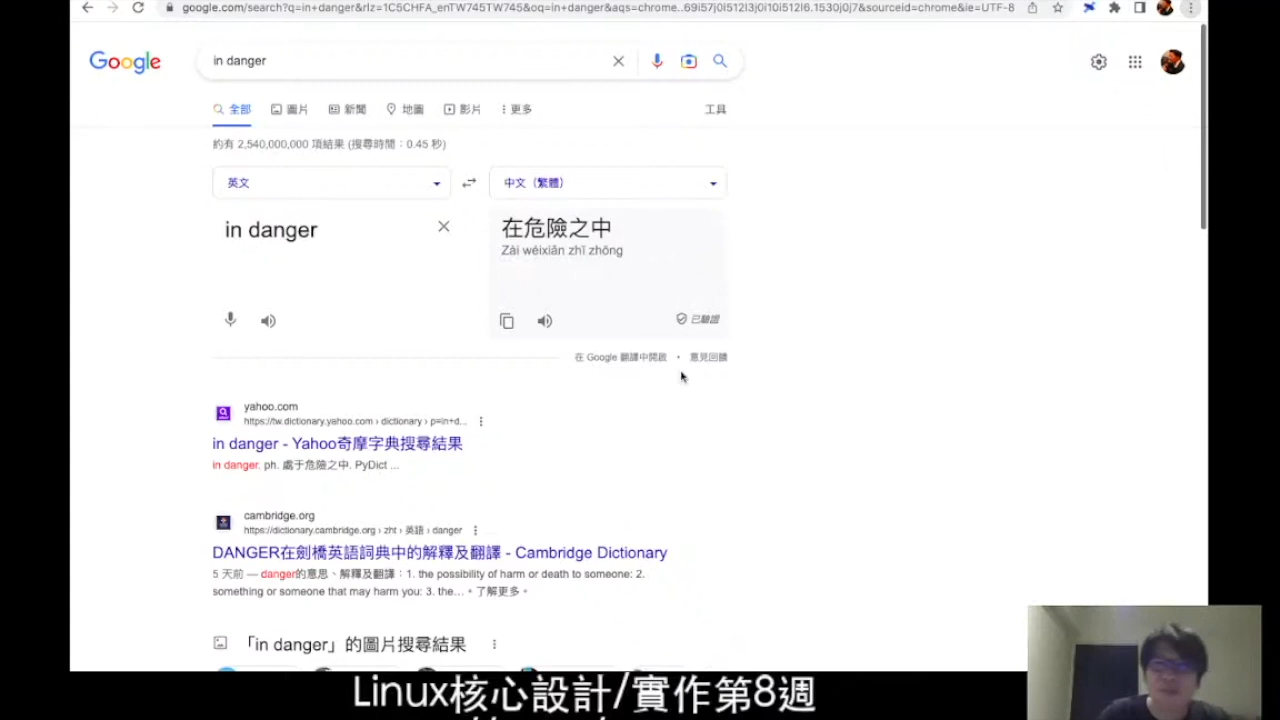 google.com/search?q=in+danger&rlz=1C5CHFA_enTW745TW745&oq=in+danger&aqs=chrome..69i57j0i512l3j0i10i512l6.1530j0j7&sourceid=chrome&ie=UTF-8
Google
in danger
全部 圖片 新聞 地圖 影片 更多 工具
約有 2,540,000,000 項結果 (搜尋時間：0.45 秒)
英文 中文（繁體）
in danger
在危險之中
Zài wéixiǎn zhī zhōng
已驗證
在 Google 翻譯中開啟 • 意見回饋
yahoo.com
https://tw.dictionary.yahoo.com › dictionary › p=in+d...
in danger - Yahoo奇摩字典搜尋結果
in danger. ph. 處于危險之中. PyDict ...
cambridge.org
https://dictionary.cambridge.org › zht › 英語 › danger
DANGER在劍橋英語詞典中的解釋及翻譯 - Cambridge Dictionary
5 天前 — danger的意思、解釋及翻譯：1. the possibility of harm or death to someone: 2.
something or someone that may harm you: 3. the…。了解更多。
「in danger」的圖片搜尋結果
Linux核心設計/實作第8週